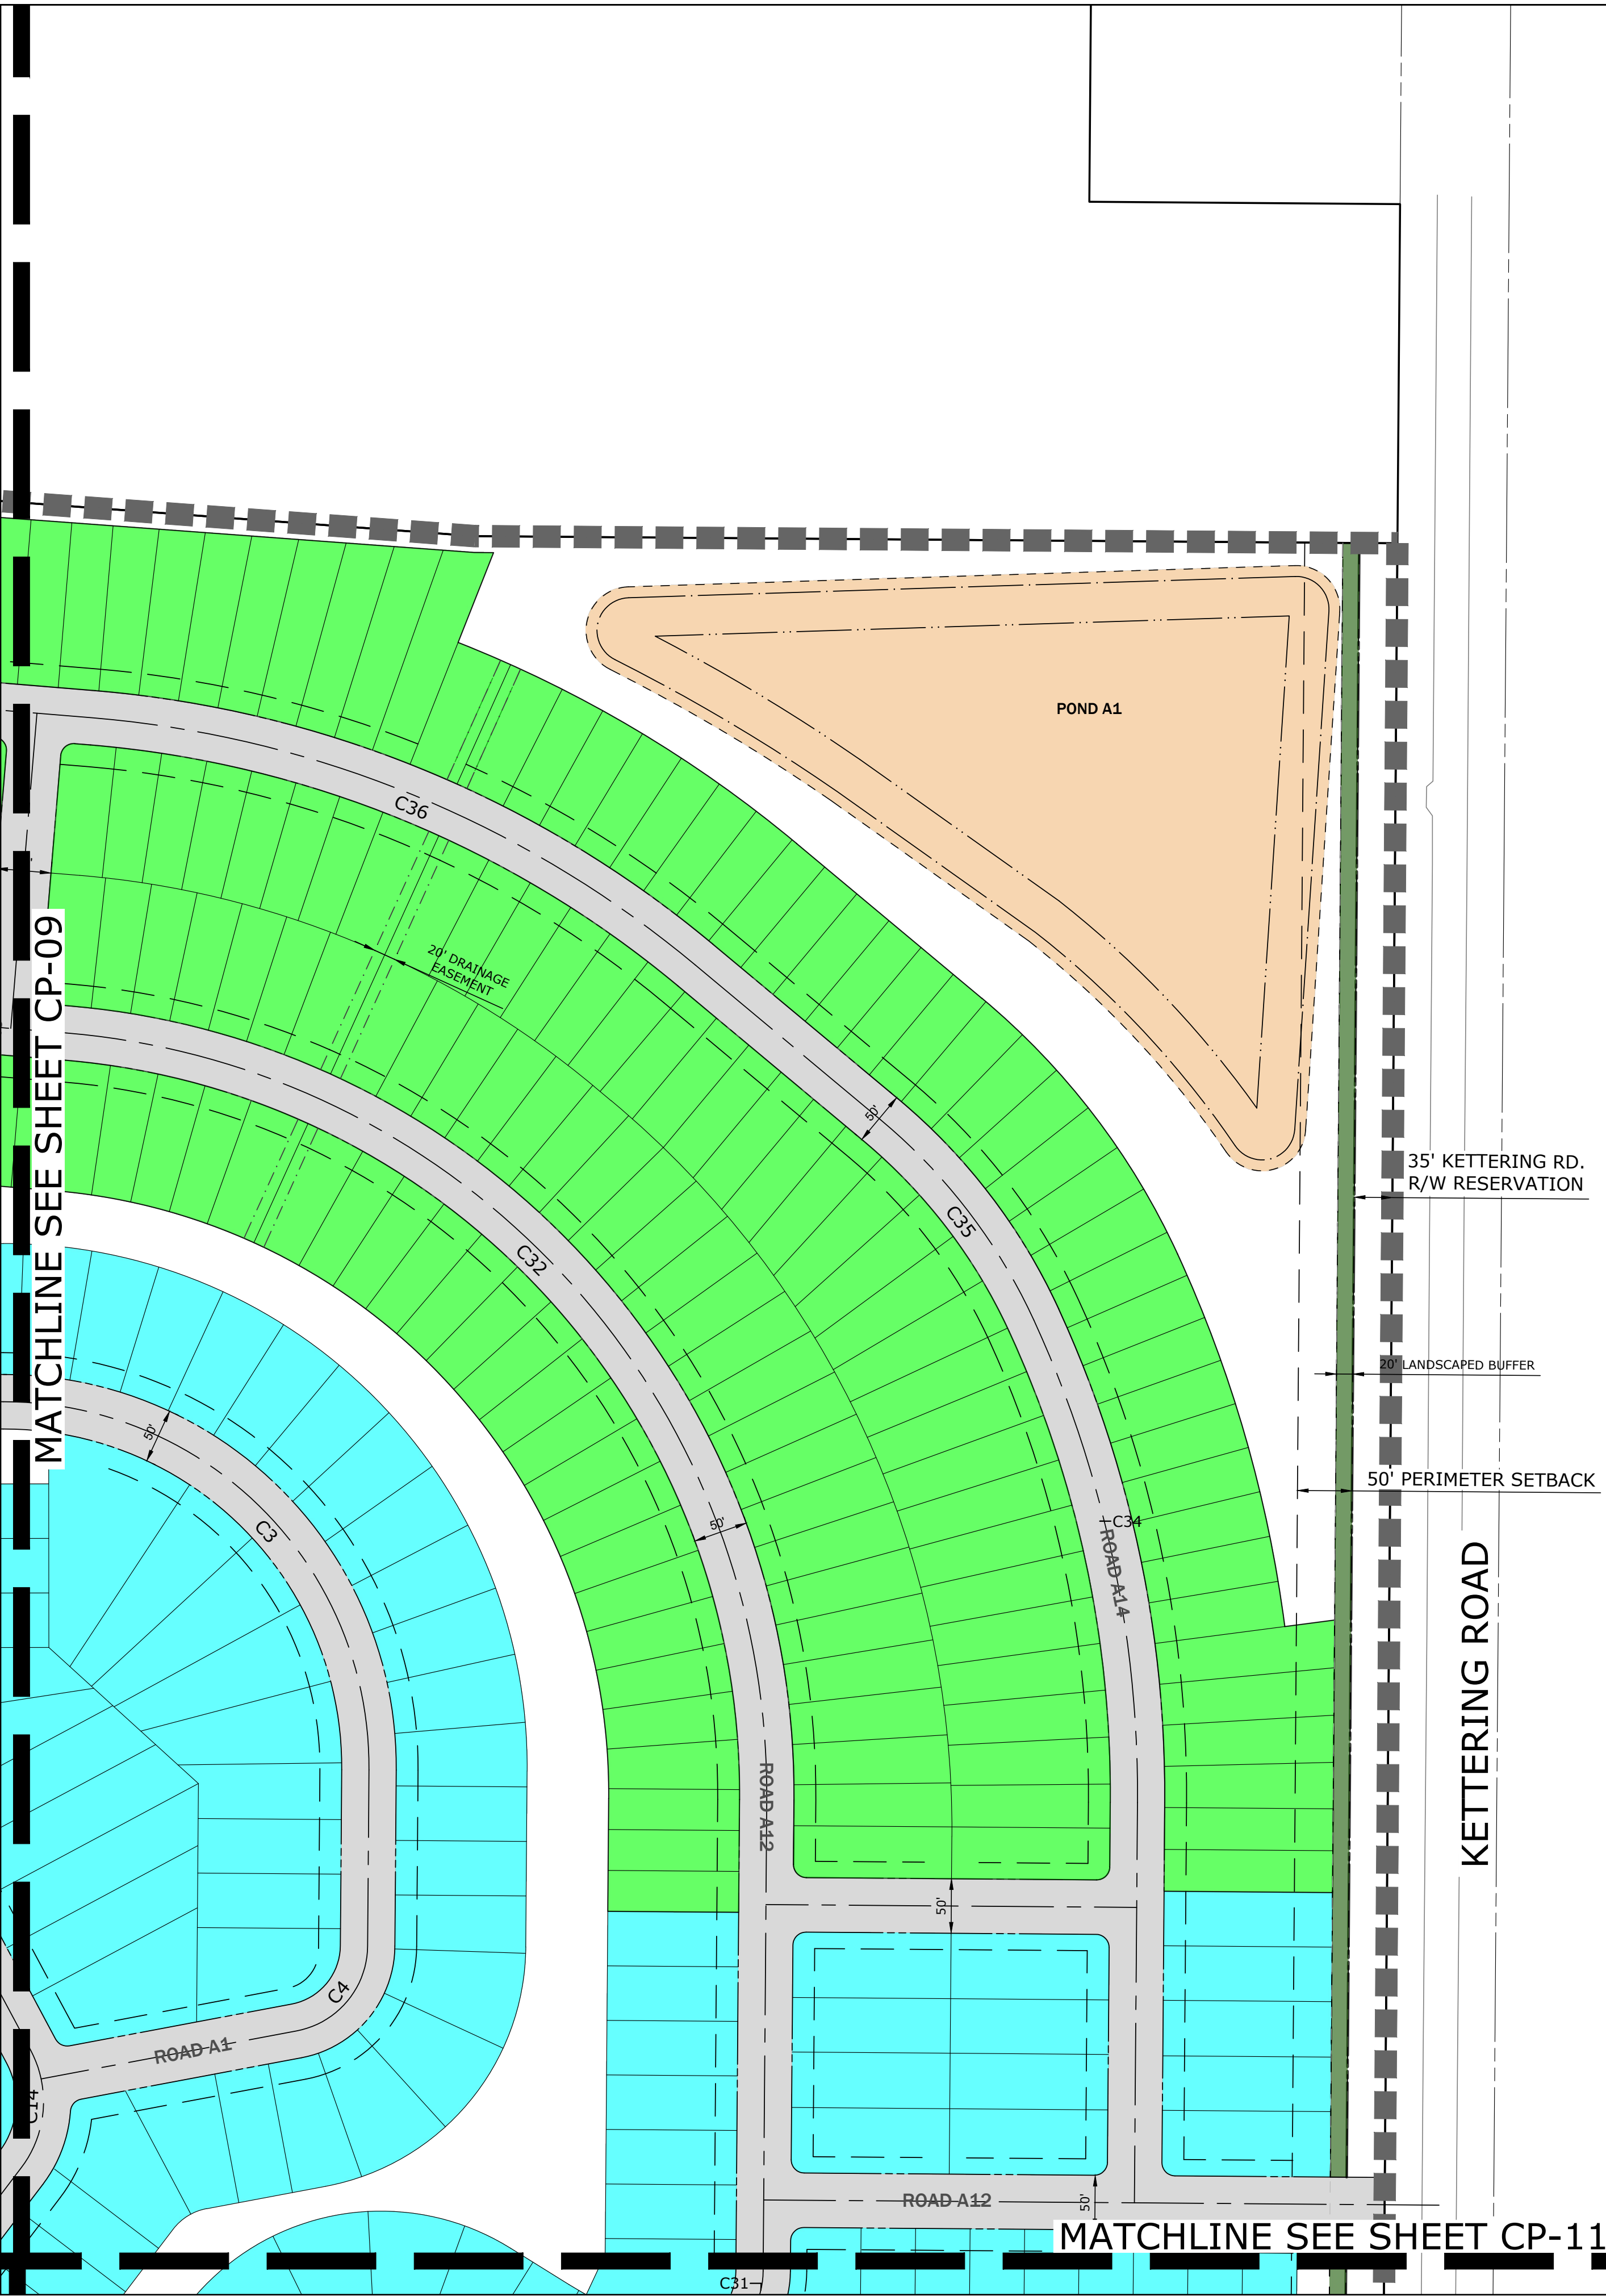 POND A1
C36
MATCHLINE SEE SHEET CP-09
20' DRAINAGE
EASEMENT
50'
35' KETTERING RD.
R/W RESERVATION
C35
C32
20' LANDSCAPED BUFFER
50'
50' PERIMETER SETBACK
C3
50'
C34
ROAD A14
KETTERING ROAD
ROAD A12
50'
C4
ROAD A1
C14
ROAD A12
50'
MATCHLINE SEE SHEET CP-11
C31